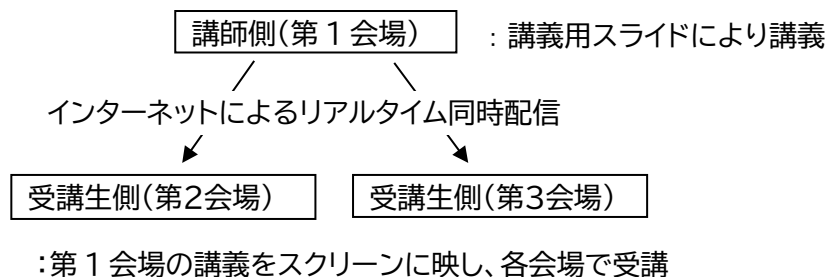 講師側(第１会場)　：講義用スライドにより講義
インターネットによるリアルタイム同時配信
受講生側(第2会場)　受講生側(第3会場)
：第１会場の講義をスクリーンに映し、各会場で受講